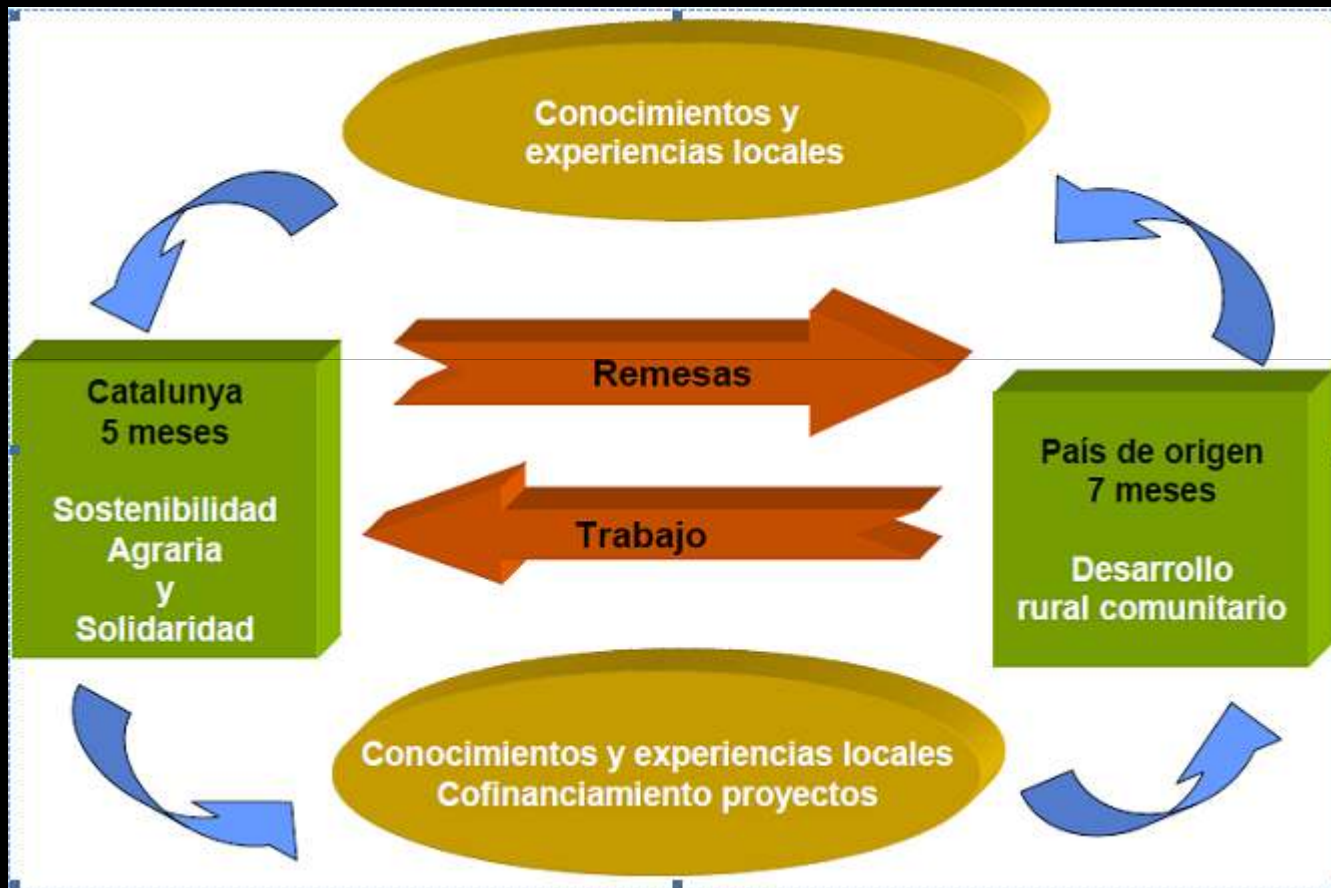 Conocimientos y
experiencias locales
Remesas
Catalunya
5 meses
Sostenibilidad
Agraria
y
Solidaridad
País de origen
7 meses
Desarrollo
rural comunitario
Trabajo
Conocimientos y experiencias locales
Cofinanciamiento proyectos